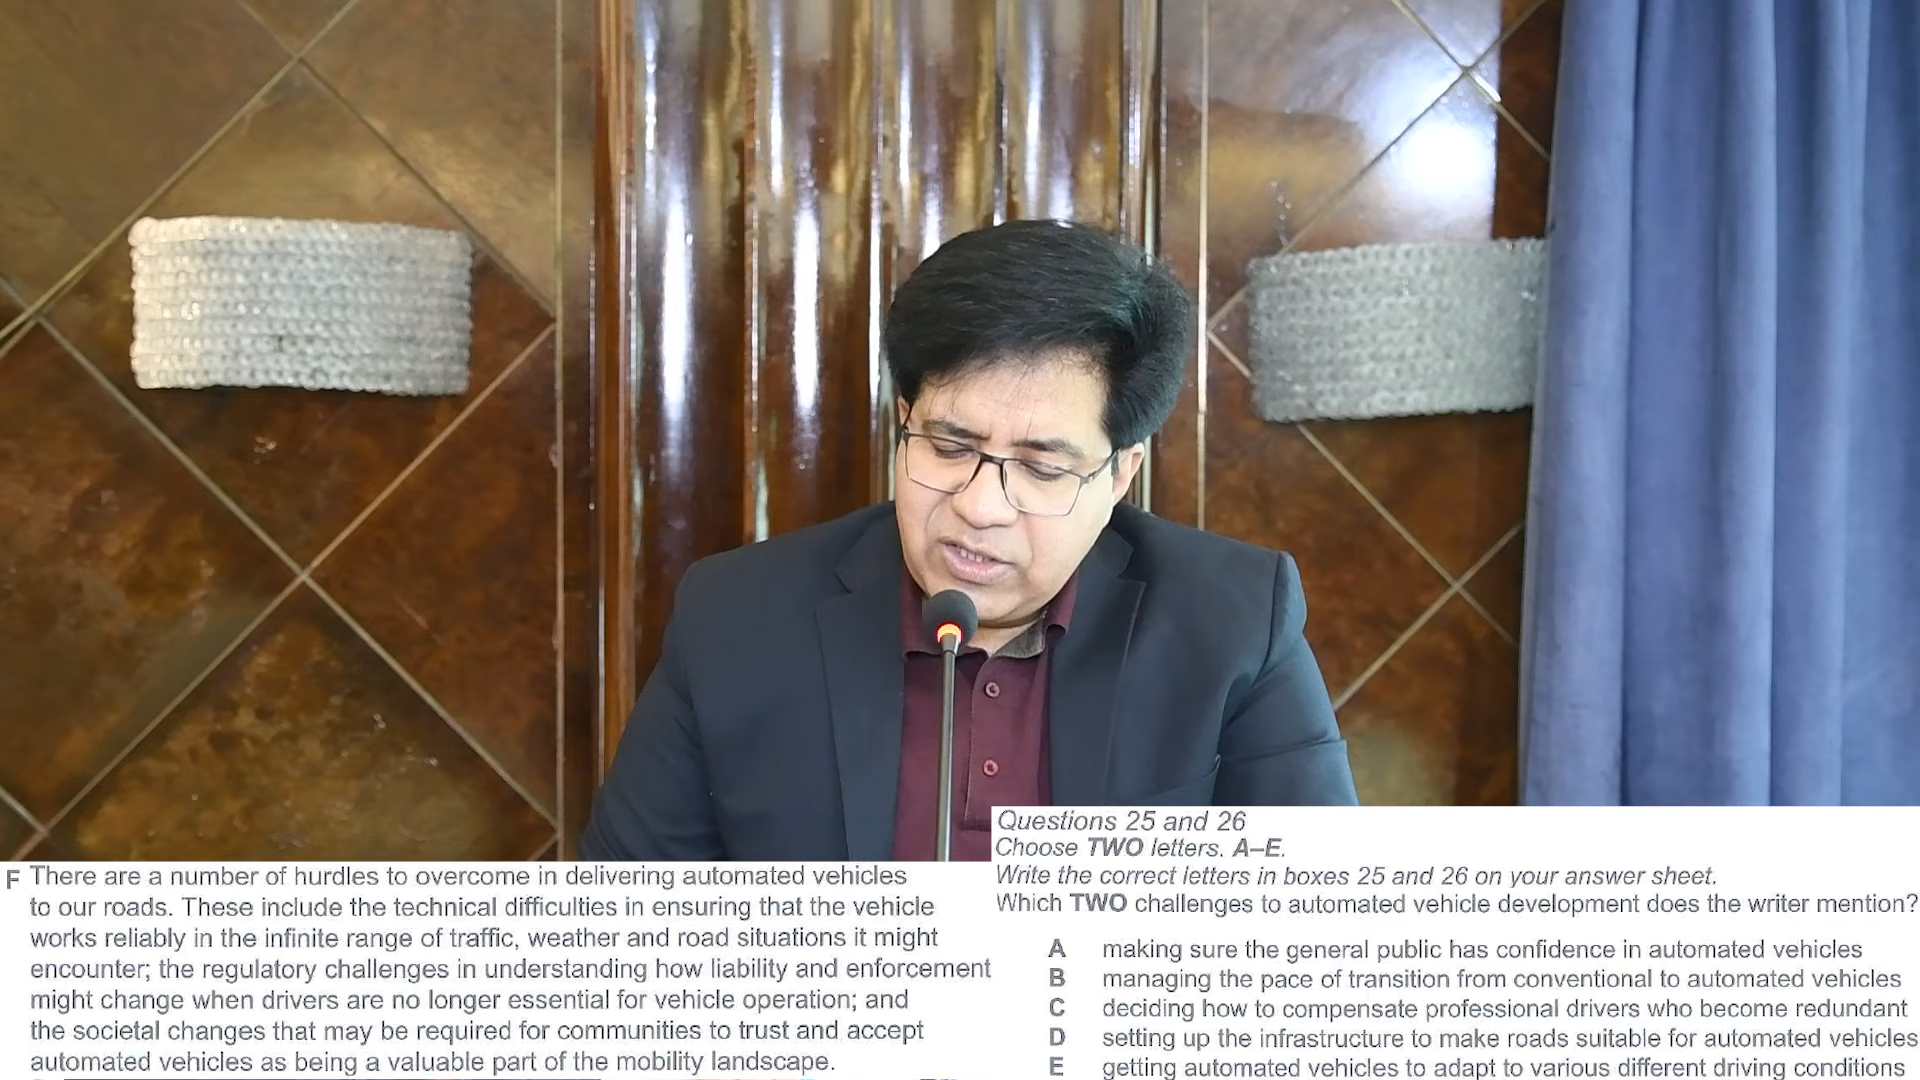 F There are a number of hurdles to overcome in delivering automated vehicles
to our roads. These include the technical difficulties in ensuring that the vehicle
works reliably in the infinite range of traffic, weather and road situations it might
encounter; the regulatory challenges in understanding how liability and enforcement
might change when drivers are no longer essential for vehicle operation; and
the societal changes that may be required for communities to trust and accept
automated vehicles as being a valuable part of the mobility landscape.
Questions 25 and 26
Choose TWO letters. A–E.
Write the correct letters in boxes 25 and 26 on your answer sheet.
Which TWO challenges to automated vehicle development does the writer mention?
A making sure the general public has confidence in automated vehicles
B managing the pace of transition from conventional to automated vehicles
C deciding how to compensate professional drivers who become redundant
D setting up the infrastructure to make roads suitable for automated vehicles
E getting automated vehicles to adapt to various different driving conditions